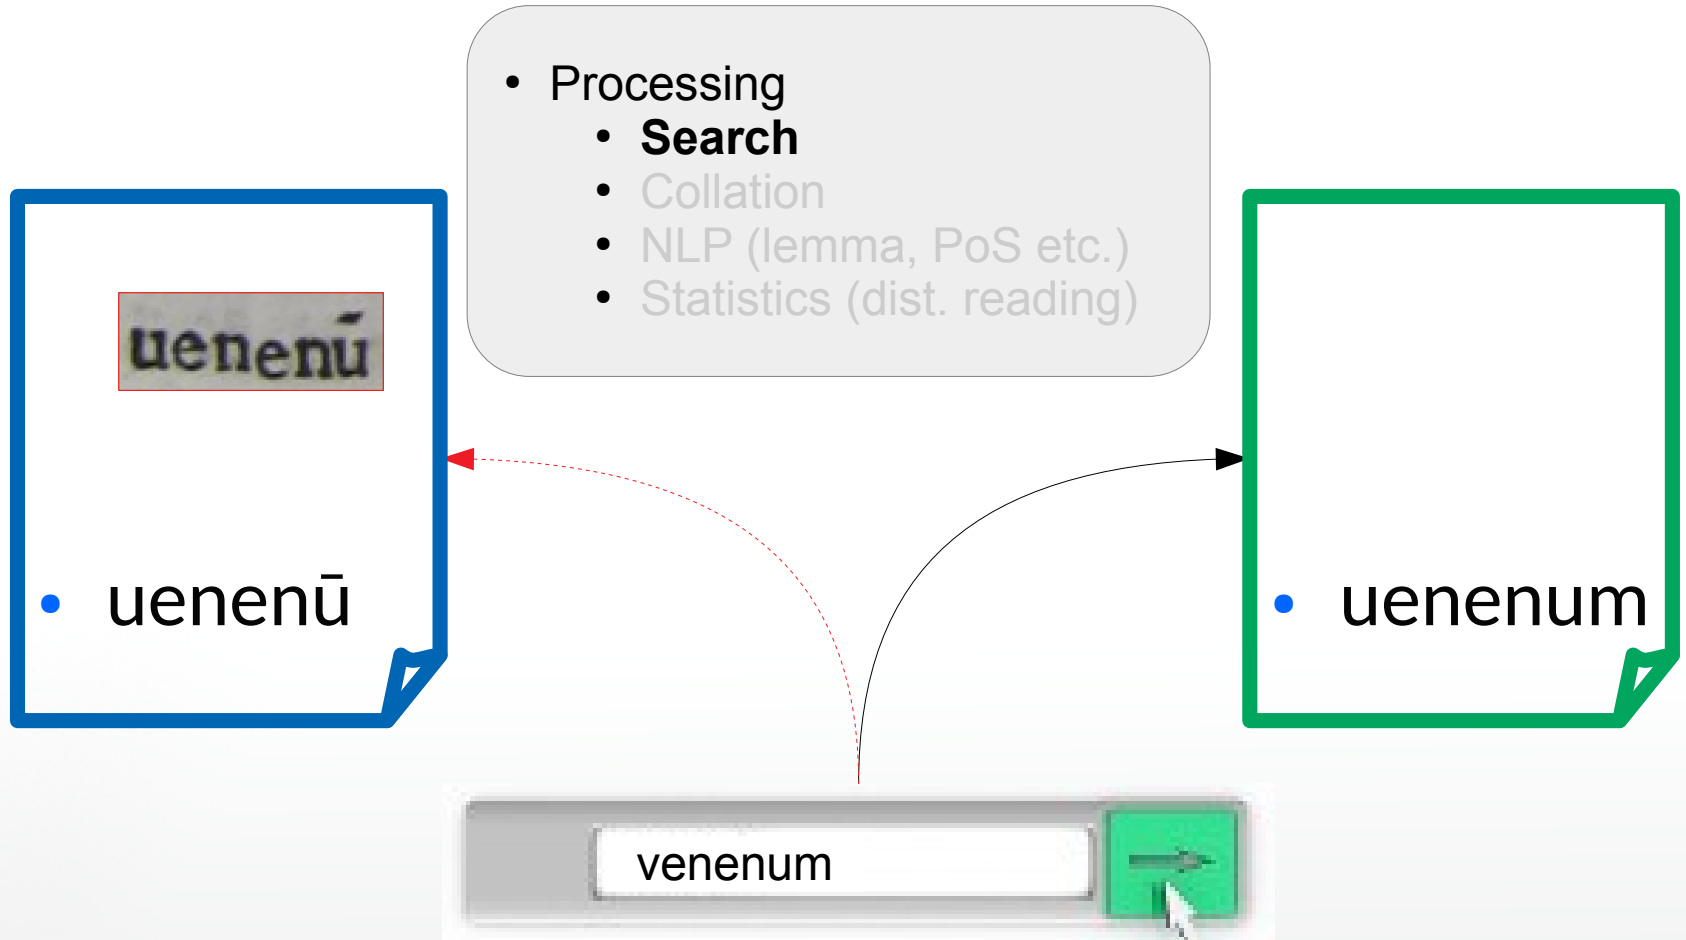 • Processing
• Search
• Collation
• NLP (lemma, PoS etc.)
• Statistics (dist. reading)
uenenū
• uenenū
• uenenum
venenum